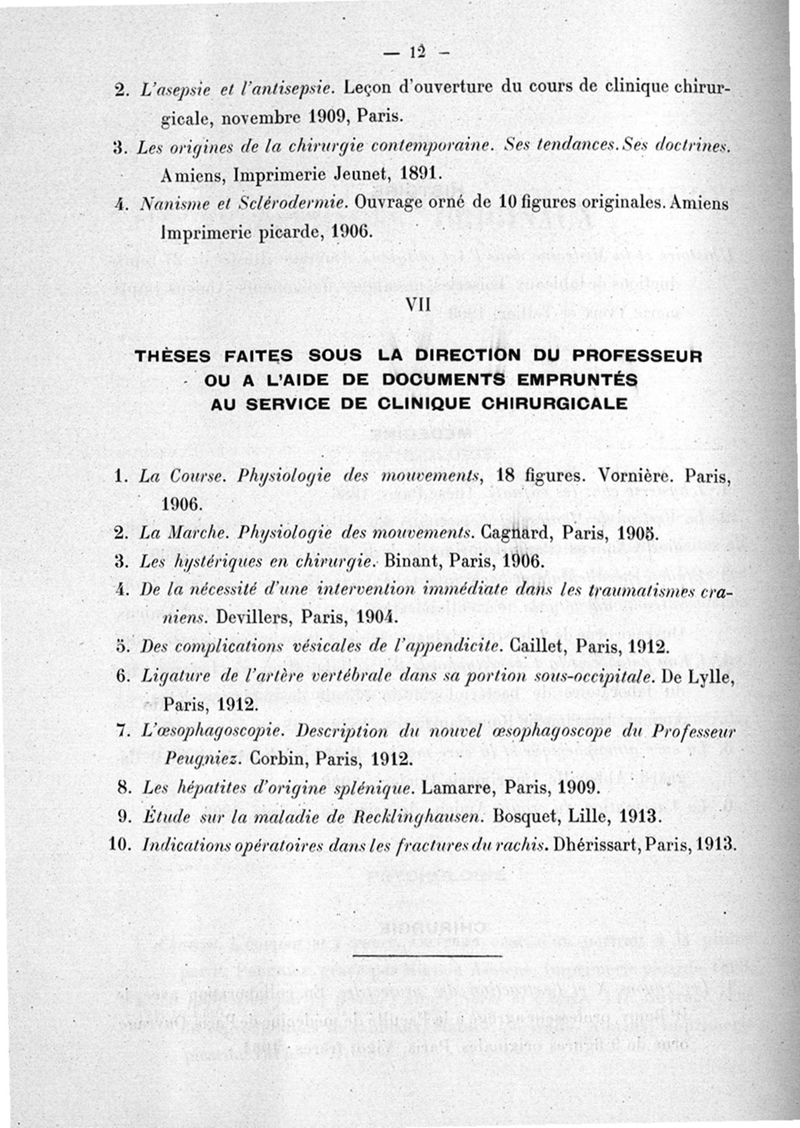 — 12 -
2. L'asepsie et l'antisepsie. Leçon d'ouverture du cours de clinique chirur-
gicale, novembre 1909, Paris.
3. Les origines de la chirurgie contemporaine. Ses tendances. Ses doctrines.
Amiens, Imprimerie Jeunet, 1891.
4. Nanisme et Sclérodermie. Ouvrage orné de 10 figures originales. Amiens
Imprimerie picarde, 1906.
VII
THÈSES FAITES SOUS LA DIRECTION DU PROFESSEUR
OU A L'AIDE DE DOCUMENTS EMPRUNTÉS
AU SERVICE DE CLINIQUE CHIRURGICALE
1. La Course. Physiologie des mouvements, 18 figures. Vornière. Paris,
1906.
2. La Marche. Physiologie des mouvements. Cagnard, Paris, 1905.
3. Les hystériques en chirurgie. Binant, Paris, 1906.
4. De la nécessité d'une intervention immédiate dans les traumatismes cra-
niens. Devillers, Paris, 1904.
5. Des complications vésicales de l'appendicite. Caillet, Paris, 1912.
6. Ligature de l'artère vertébrale dans sa portion sous-occipitale. De Lylle,
Paris, 1912.
7. L'œsophagoscopie. Description du nouvel œsophagoscope du Professeur
Peugniez. Corbin, Paris, 1912.
8. Les hépatites d'origine splénique. Lamarre, Paris, 1909.
9. Étude sur la maladie de Recklinghausen. Bosquet, Lille, 1913.
10. Indications opératoires dans les fractures du rachis. Dhérissart, Paris, 1913.